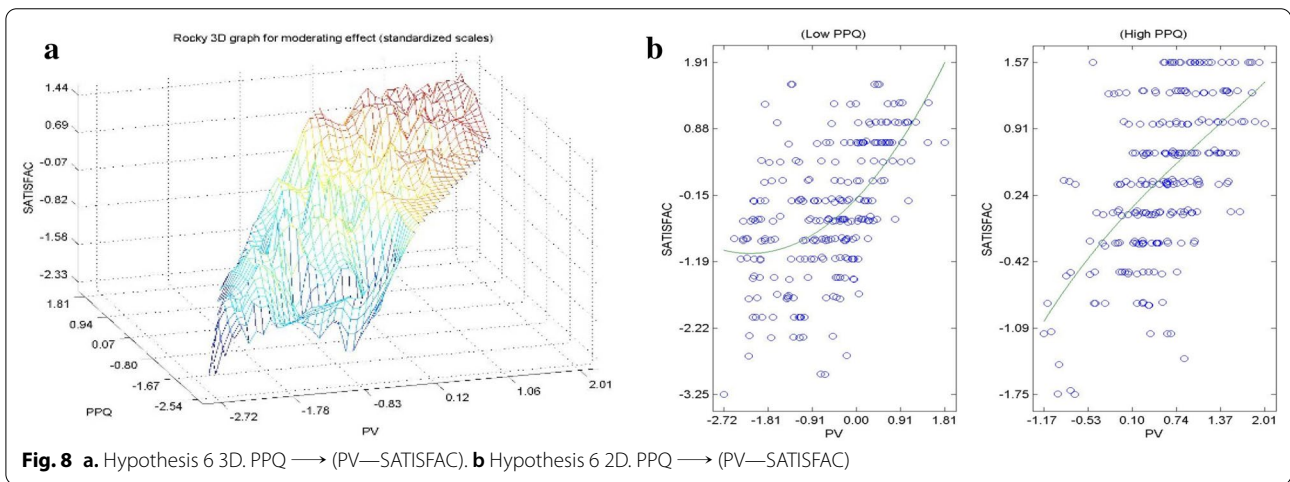 a
Rocky 3D graph for moderating effect (standardized scales)
1.44
0.69
-0.07
-0.82
-1.58
-2.33
SATISFAC
1.81
0.94
0.07
-0.80
-1.67
-2.54
PPQ
-2.72
-1.78
-0.83
0.12
1.06
2.01
PV
b
(Low PPQ)
1.91
0.88
-0.15
-1.19
-2.22
-3.25
SATISFAC
-2.72 -1.81 -0.91 0.00 0.91 1.81
PV
(High PPQ)
1.57
0.91
0.24
-0.42
-1.09
-1.75
SATISFAC
-1.17 -0.53 0.10 0.74 1.37 2.01
PV
Fig. 8 a. Hypothesis 6 3D. PPQ ⟶ (PV—SATISFAC). b Hypothesis 6 2D. PPQ ⟶ (PV—SATISFAC)